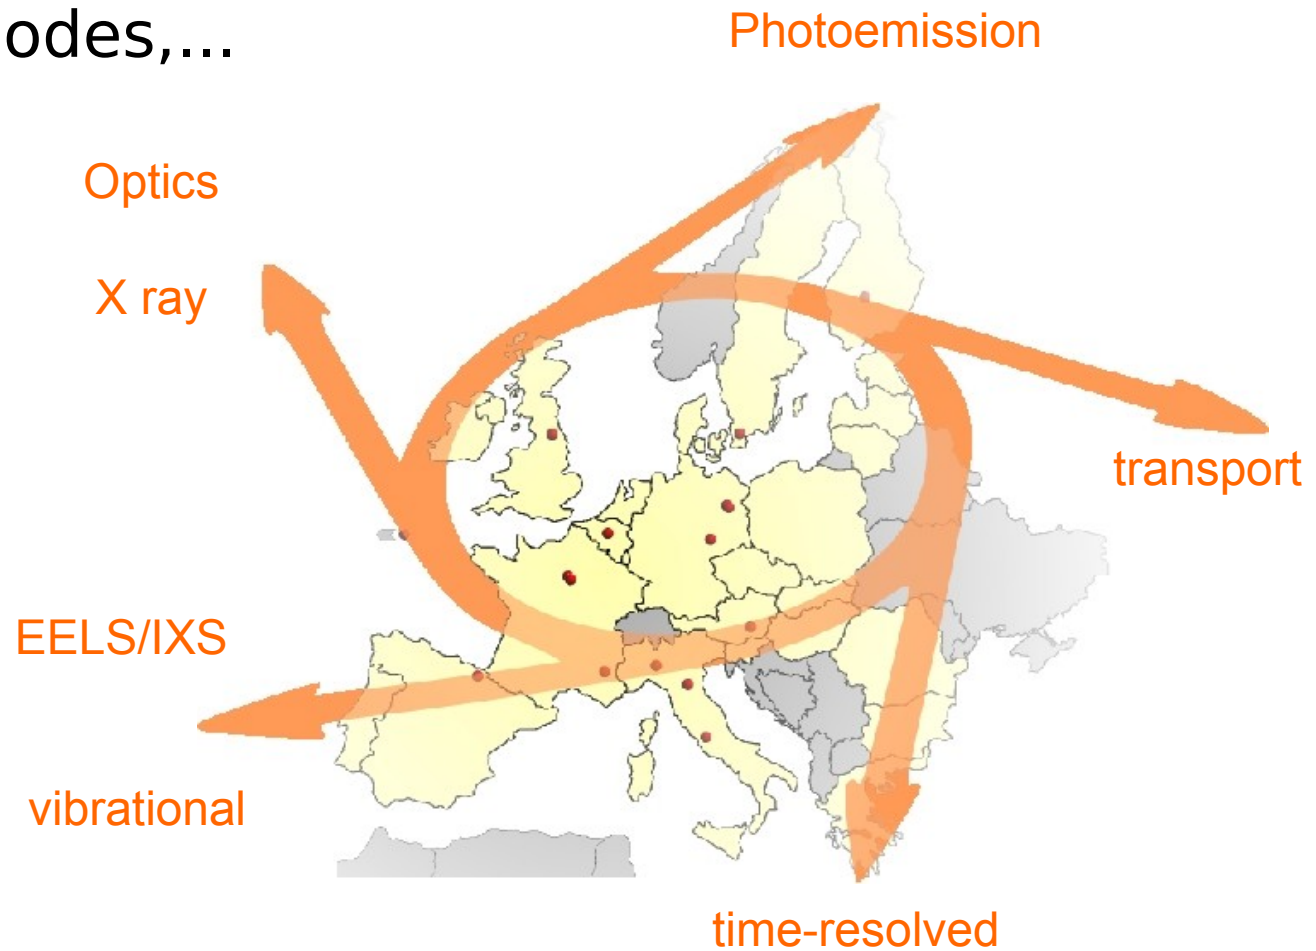 odes,...
Photoemission
Optics
X ray
transport
EELS/IXS
vibrational
time-resolved